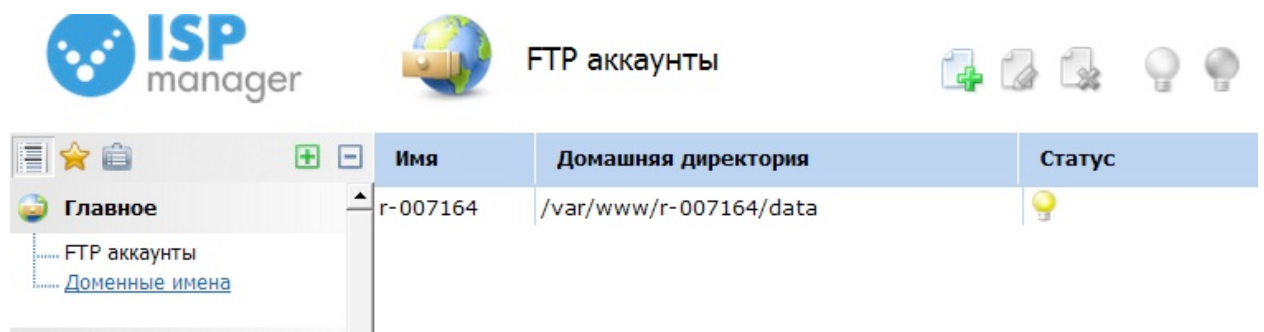 ISP
manager
FTP аккаунты
Имя
Домашняя директория
Статус
Главное
r-007164
/var/www/r-007164/data
FTP аккаунты
Доменные имена